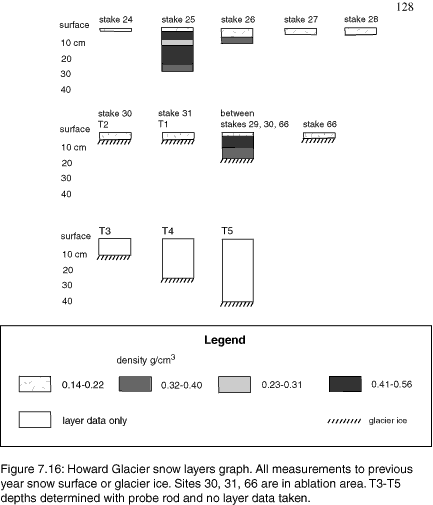 128
stake 24 stake 25 stake 26 stake 27 stake 28
surface
10 cm
20
30
40
stake 30 stake 31 between
T2 T1 stakes 29, 30, 66 stake 66
surface
10 cm
20
30
40
T3 T4 T5
surface
10 cm
20
30
40
Legend
density g/cm³
0.14-0.22 0.32-0.40 0.23-0.31 0.41-0.56
layer data only glacier ice
Figure 7.16: Howard Glacier snow layers graph. All measurements to previous
year snow surface or glacier ice. Sites 30, 31, 66 are in ablation area. T3-T5
depths determined with probe rod and no layer data taken.